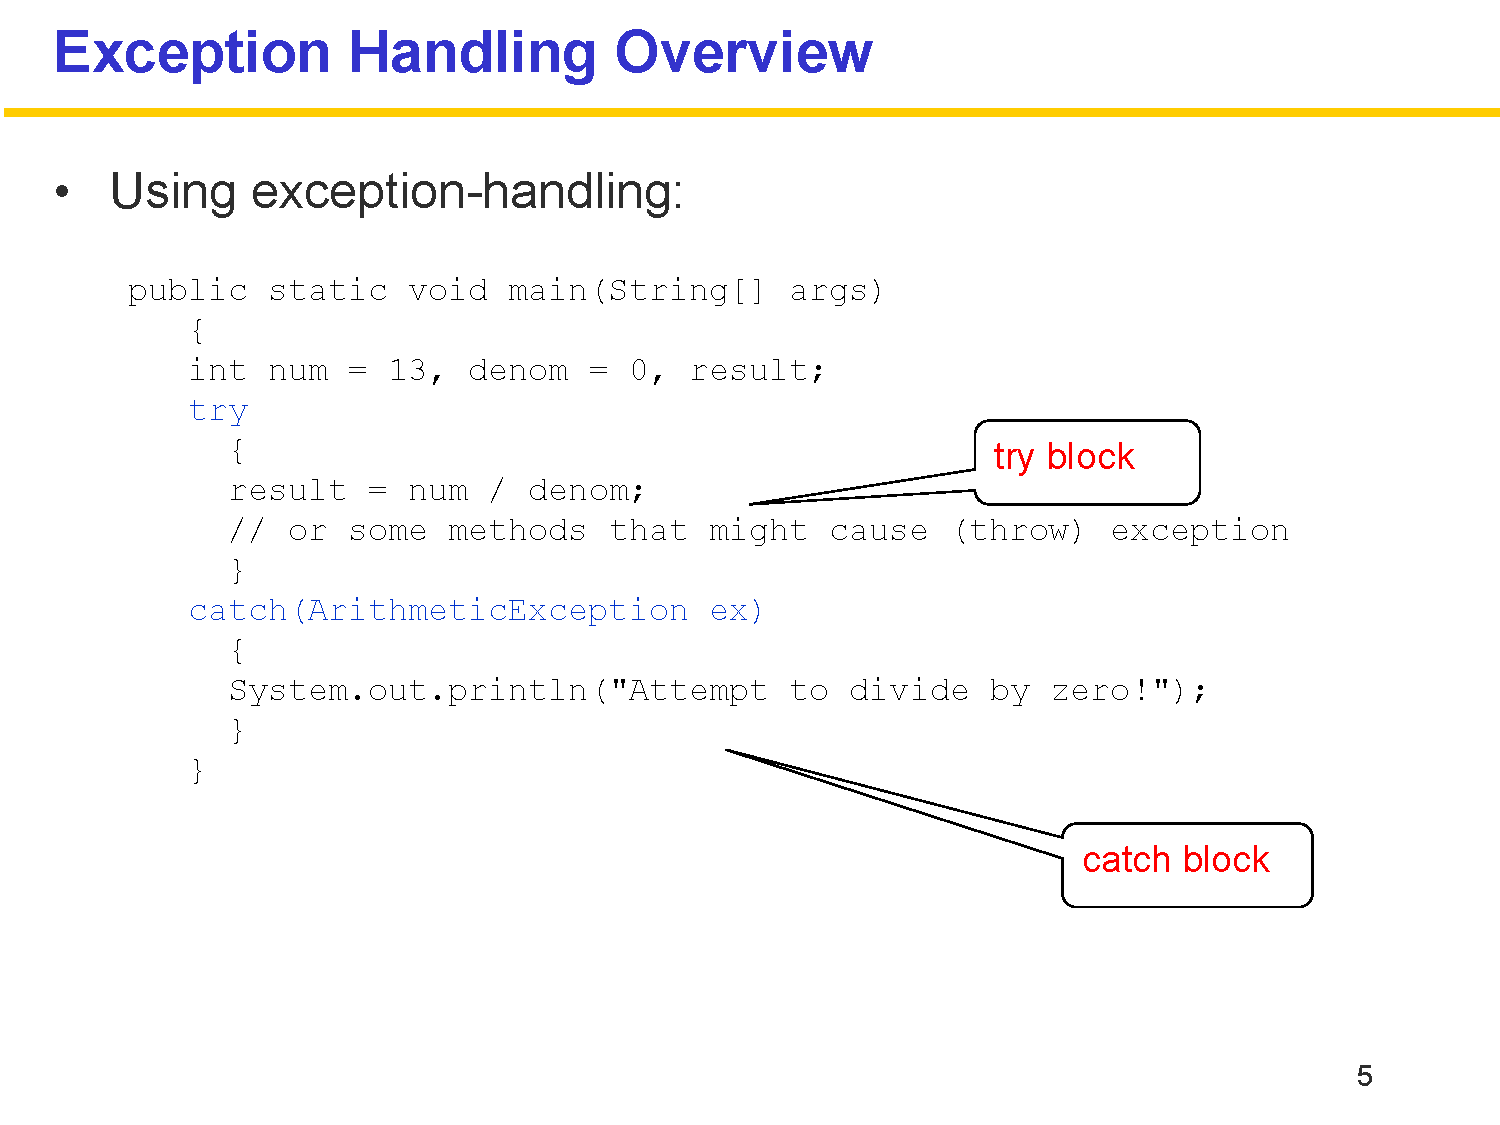 Exception Handling Overview
• Using exception-handling:
public static void main(String[] args)
{
int num = 13, denom = 0, result;
try
{
try block
result = num / denom;
// or some methods that might cause (throw) exception
}
catch(ArithmeticException ex)
{
System.out.println("Attempt to divide by zero!");
}
}
catch block
5